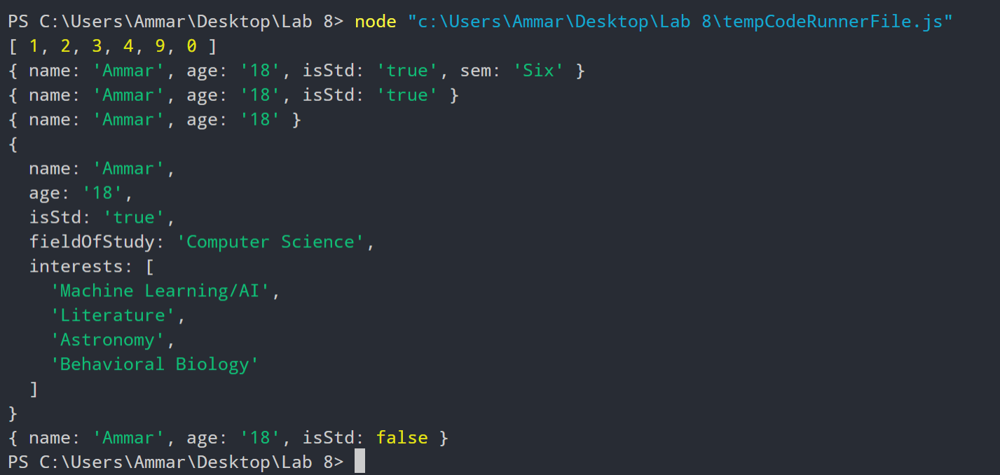 PS C:\Users\Ammar\Desktop\Lab 8> node "c:\Users\Ammar\Desktop\Lab 8\tempCodeRunnerFile.js"
[ 1, 2, 3, 4, 9, 0 ]
{ name: 'Ammar', age: '18', isStd: 'true', sem: 'Six' }
{ name: 'Ammar', age: '18', isStd: 'true' }
{ name: 'Ammar', age: '18' }
{
  name: 'Ammar',
  age: '18',
  isStd: 'true',
  fieldOfStudy: 'Computer Science',
  interests: [
    'Machine Learning/AI',
    'Literature',
    'Astronomy',
    'Behavioral Biology'
  ]
}
{ name: 'Ammar', age: '18', isStd: false }
PS C:\Users\Ammar\Desktop\Lab 8>